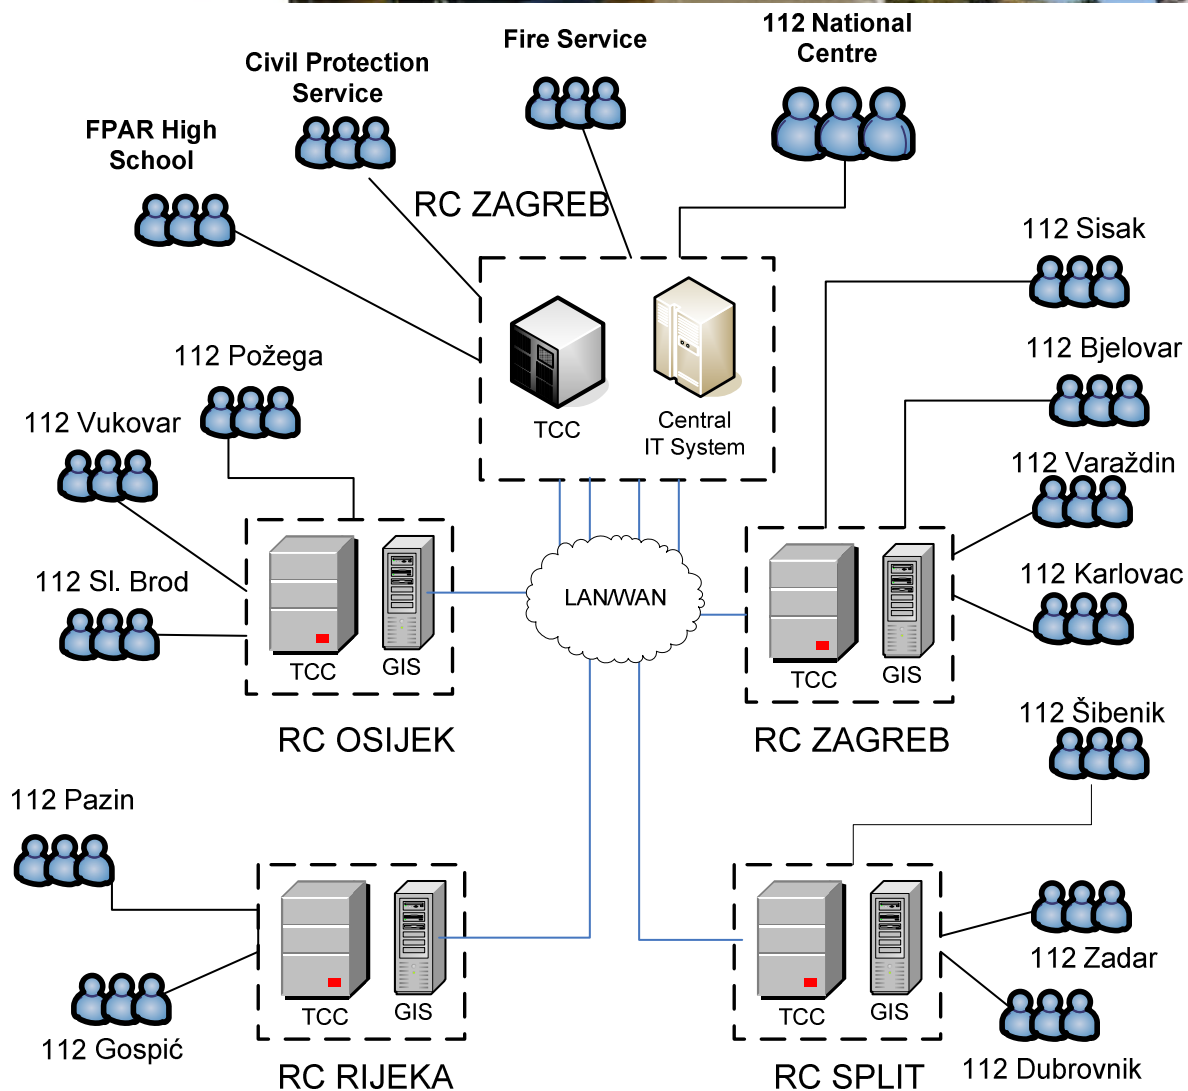 112 National
Centre
Fire Service
Civil Protection
Service
FPAR High
School
RC ZAGREB
112 Sisak
112 Požega
112 Bjelovar
TCC
Central
IT System
112 Vukovar
112 Varaždin
112 Sl. Brod
LAN/WAN
112 Karlovac
TCC
GIS
TCC
GIS
RC OSIJEK
RC ZAGREB
112 Šibenik
112 Pazin
112 Zadar
TCC
GIS
TCC
GIS
112 Gospić
112 Dubrovnik
RC RIJEKA
RC SPLIT